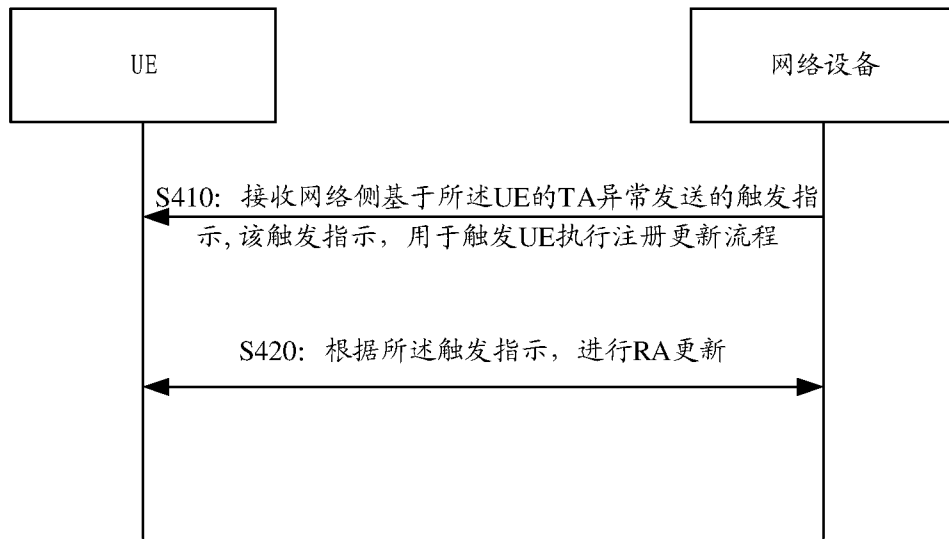 UE
网络设备
S410：接收网络侧基于所述UE的TA异常发送的触发指
示,该触发指示，用于触发UE执行注册更新流程
S420：根据所述触发指示，进行RA更新